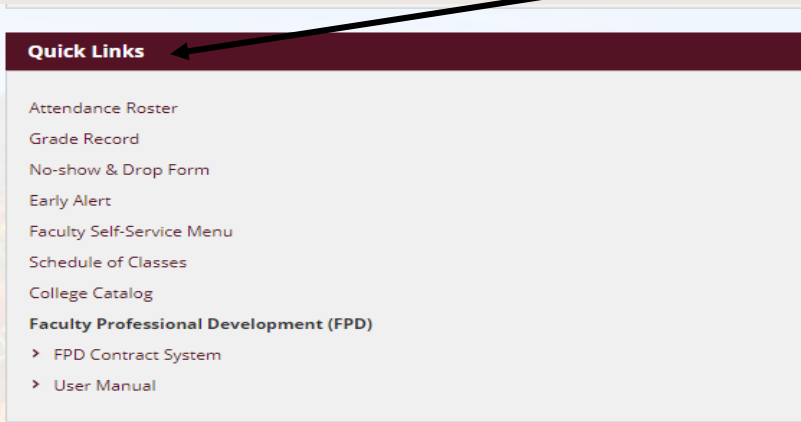 Quick Links
Attendance Roster
Grade Record
No-show & Drop Form
Early Alert
Faculty Self-Service Menu
Schedule of Classes
College Catalog
Faculty Professional Development (FPD)
> FPD Contract System
> User Manual